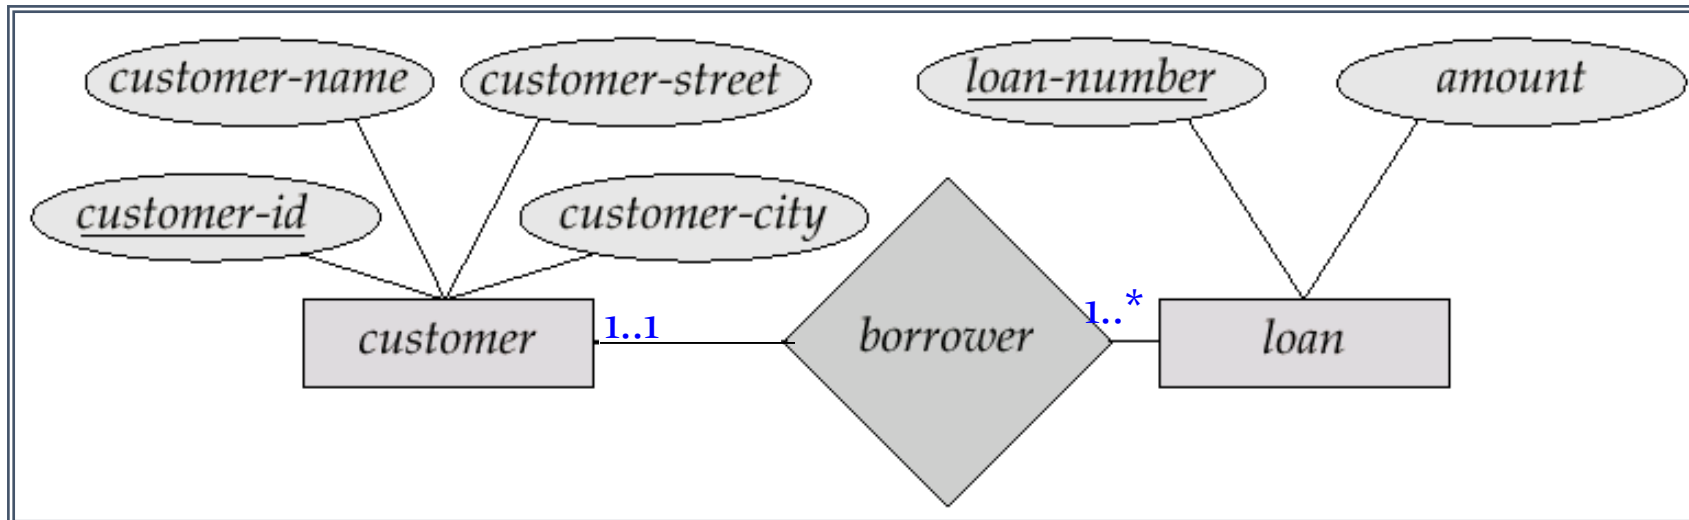 customer-name customer-street loan-number amount
customer-id customer-city
customer 1..1 borrower 1..* loan